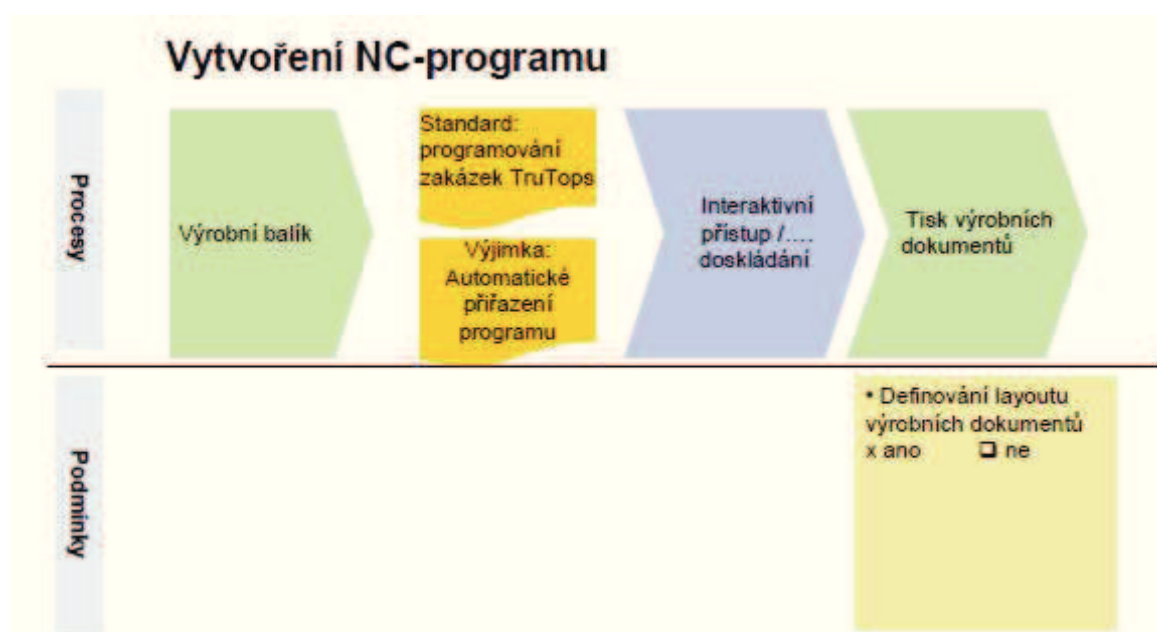 Vytvoření NC-programu
Procesy
Výrobní balík
Standard:
programování
zakázek TruTops
Výjimka:
Automatické
přiřazení
programu
Interaktivní
přístup /....
doskládání
Tisk výrobních
dokumentů
Podmínky
• Definování layoutu
výrobních dokumentů
x ano ❑ ne